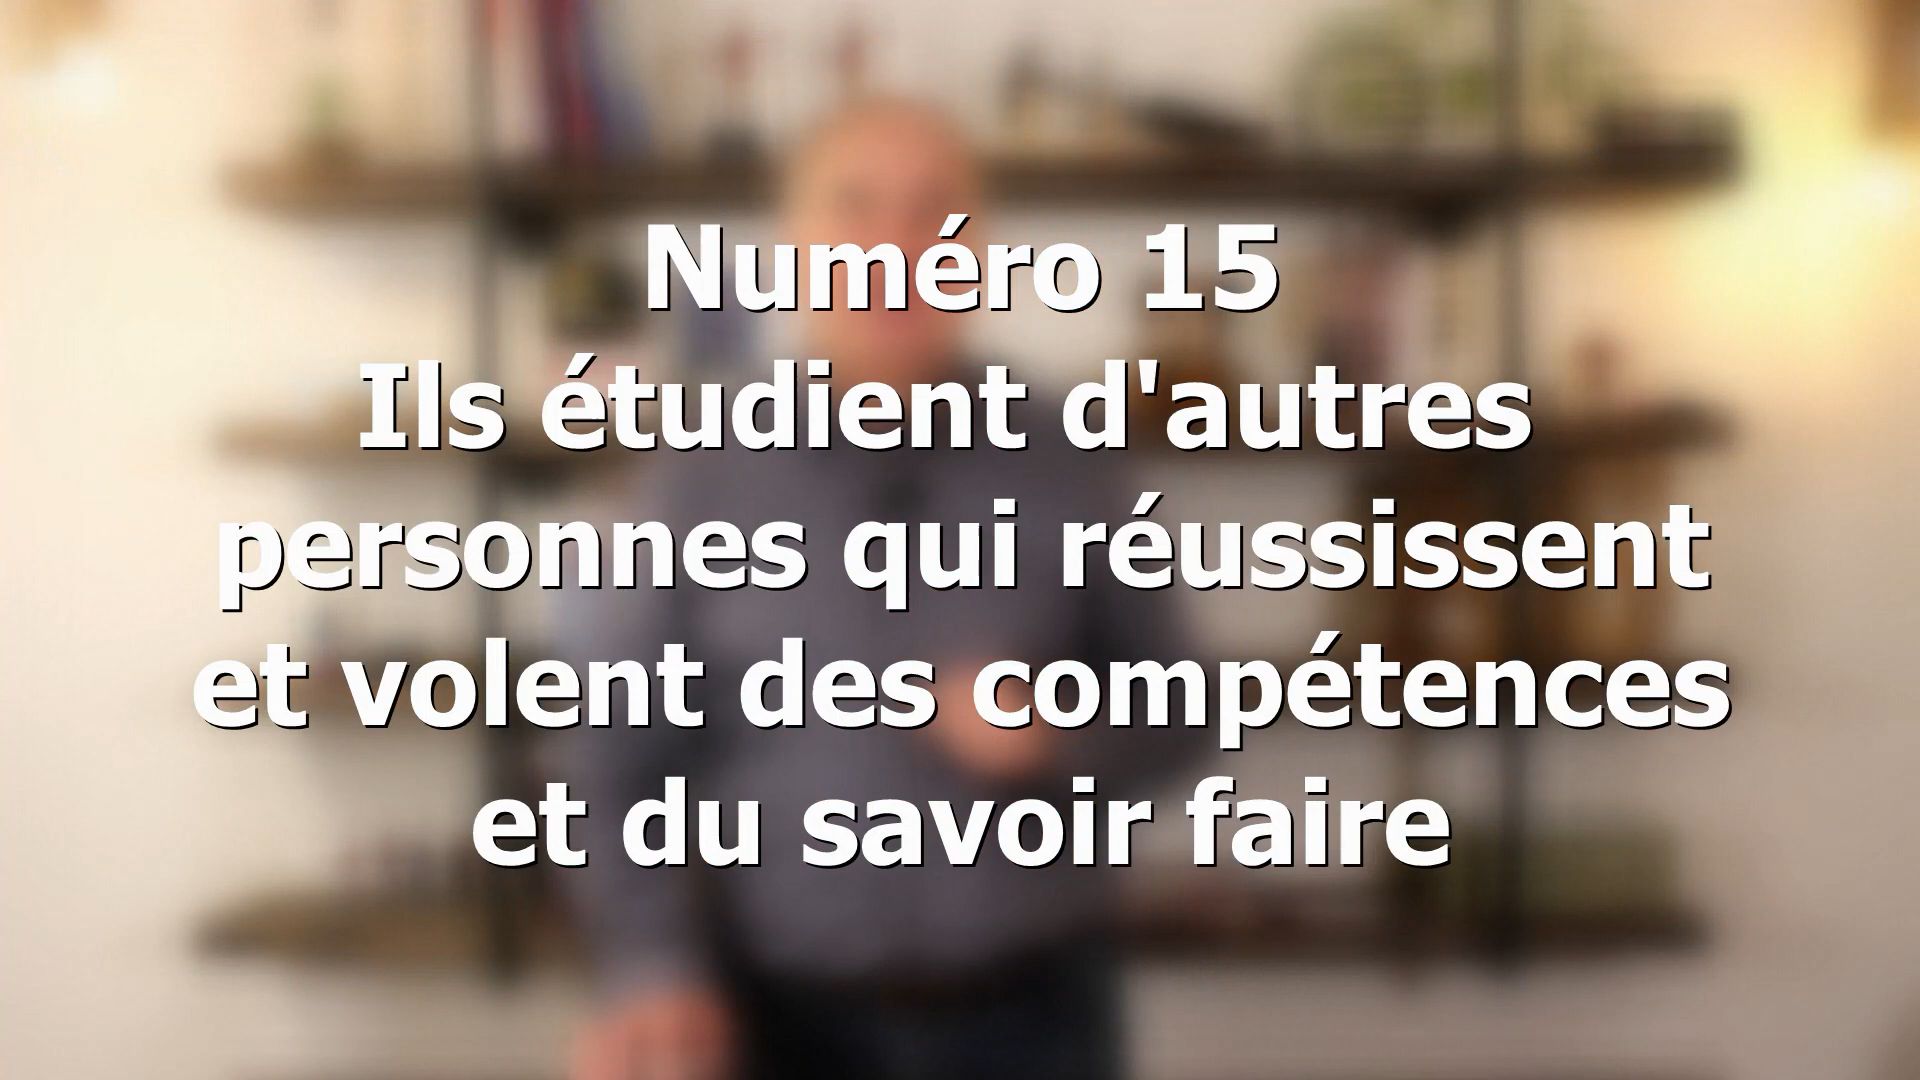 Numéro 15
Ils étudient d'autres
personnes qui réussissent
et volent des compétences
et du savoir faire